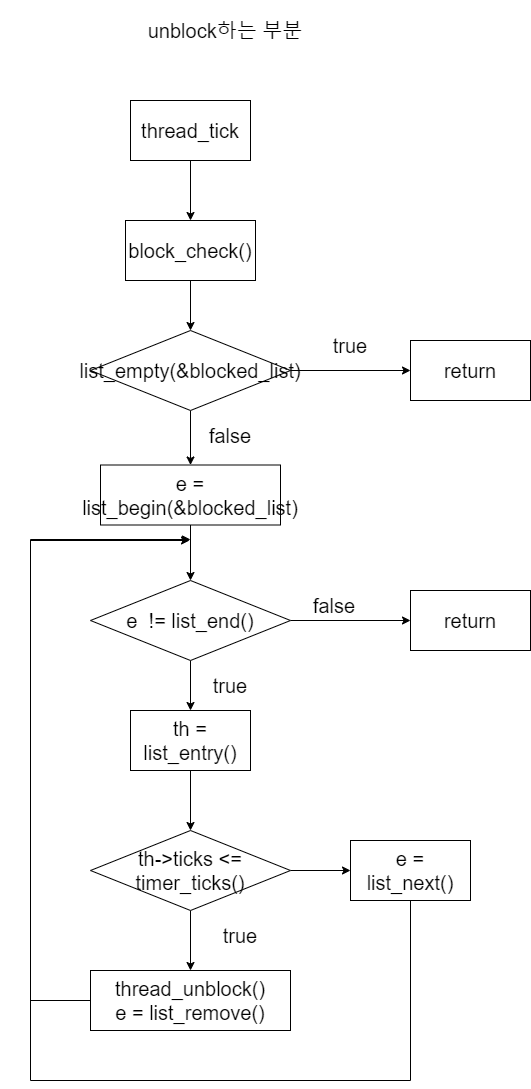 unblock하는 부분
thread_tick
block_check()
list_empty(&blocked_list)
true
return
false
e =
list_begin(&blocked_list)
e != list_end()
false
return
true
th =
list_entry()
th->ticks <=
timer_ticks()
e =
list_next()
true
thread_unblock()
e = list_remove()